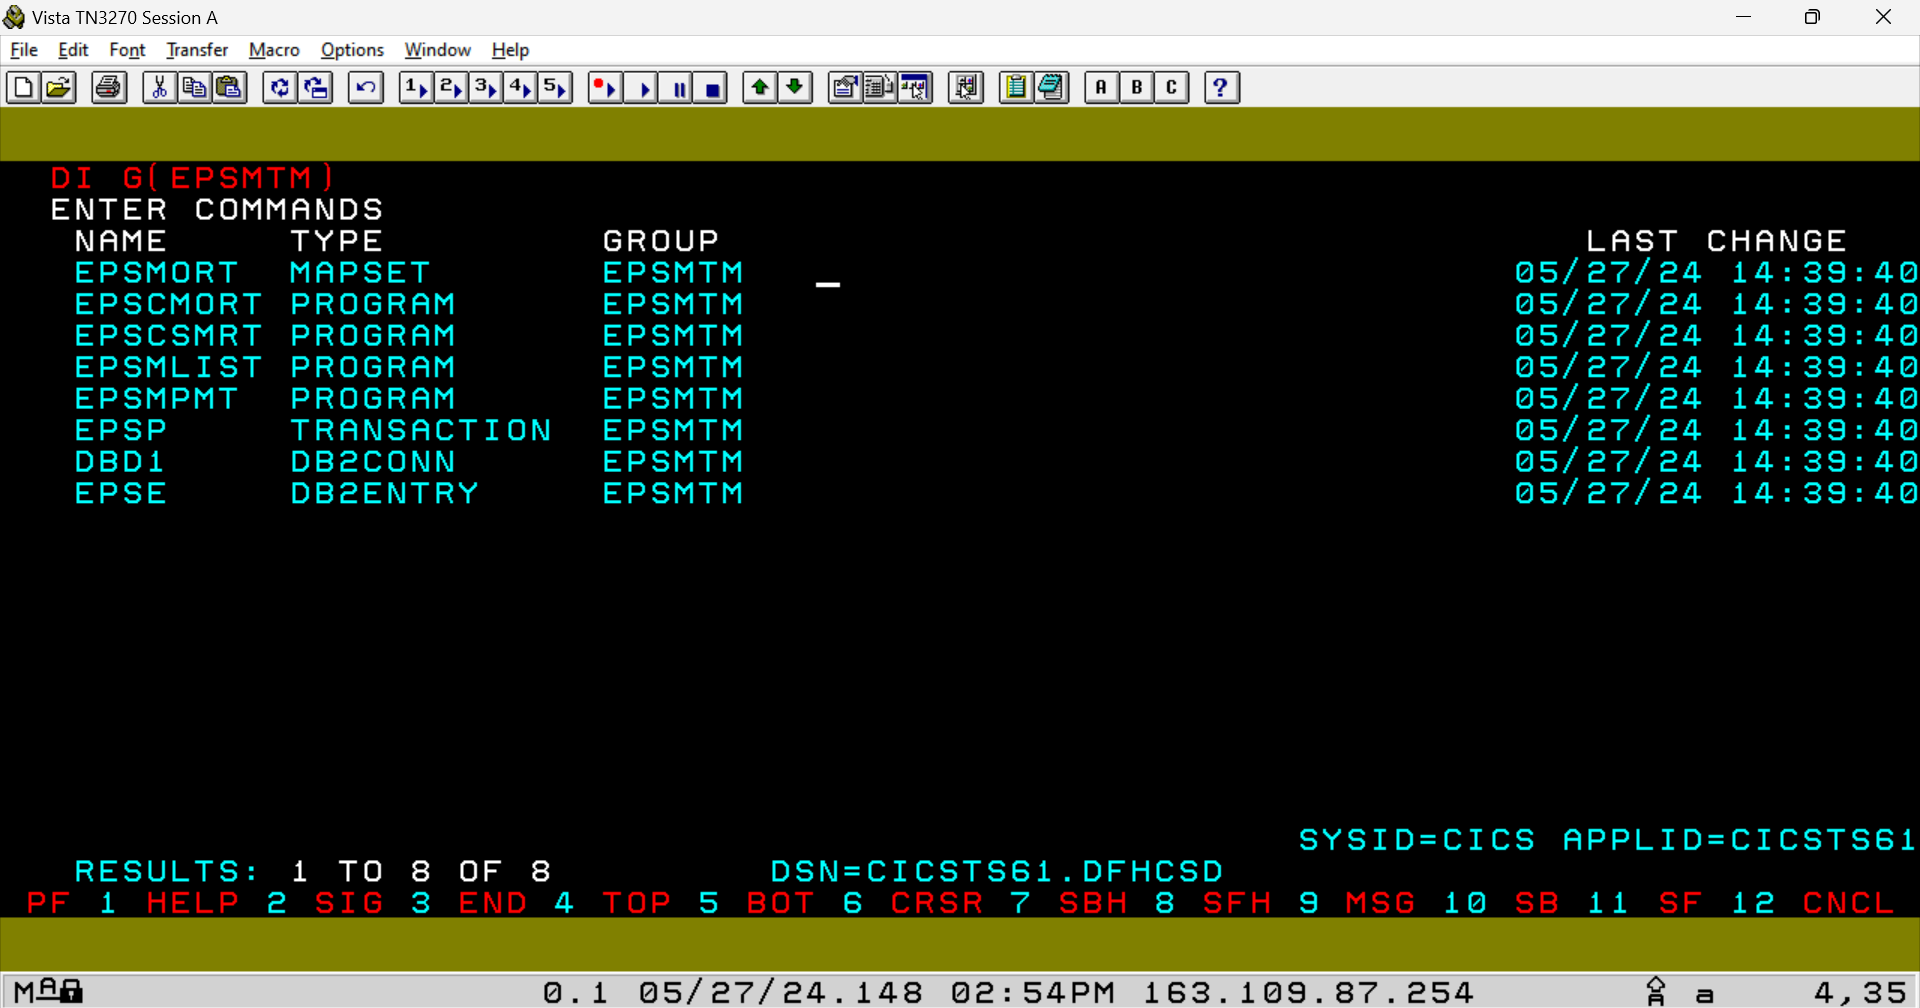 Vista TN3270 Session A
File Edit Font Transfer Macro Options Window Help
1 2 3 4 5 A B C ?
DI G(EPSMTM)
ENTER COMMANDS
NAME TYPE GROUP LAST CHANGE
EPSMORT MAPSET EPSMTM _ 05/27/24 14:39:40
EPSCMORT PROGRAM EPSMTM 05/27/24 14:39:40
EPSCSMRT PROGRAM EPSMTM 05/27/24 14:39:40
EPSMLIST PROGRAM EPSMTM 05/27/24 14:39:40
EPSMPMT PROGRAM EPSMTM 05/27/24 14:39:40
EPSP TRANSACTION EPSMTM 05/27/24 14:39:40
DBD1 DB2CONN EPSMTM 05/27/24 14:39:40
EPSE DB2ENTRY EPSMTM 05/27/24 14:39:40
SYSID=CICS APPLID=CICSTS61
RESULTS: 1 TO 8 OF 8 DSN=CICSTS61.DFHCSD
PF 1 HELP 2 SIG 3 END 4 TOP 5 BOT 6 CRSR 7 SBH 8 SFH 9 MSG 10 SB 11 SF 12 CNCL
MA 0.1 05/27/24.148 02:54PM 163.109.87.254 A a 4,35